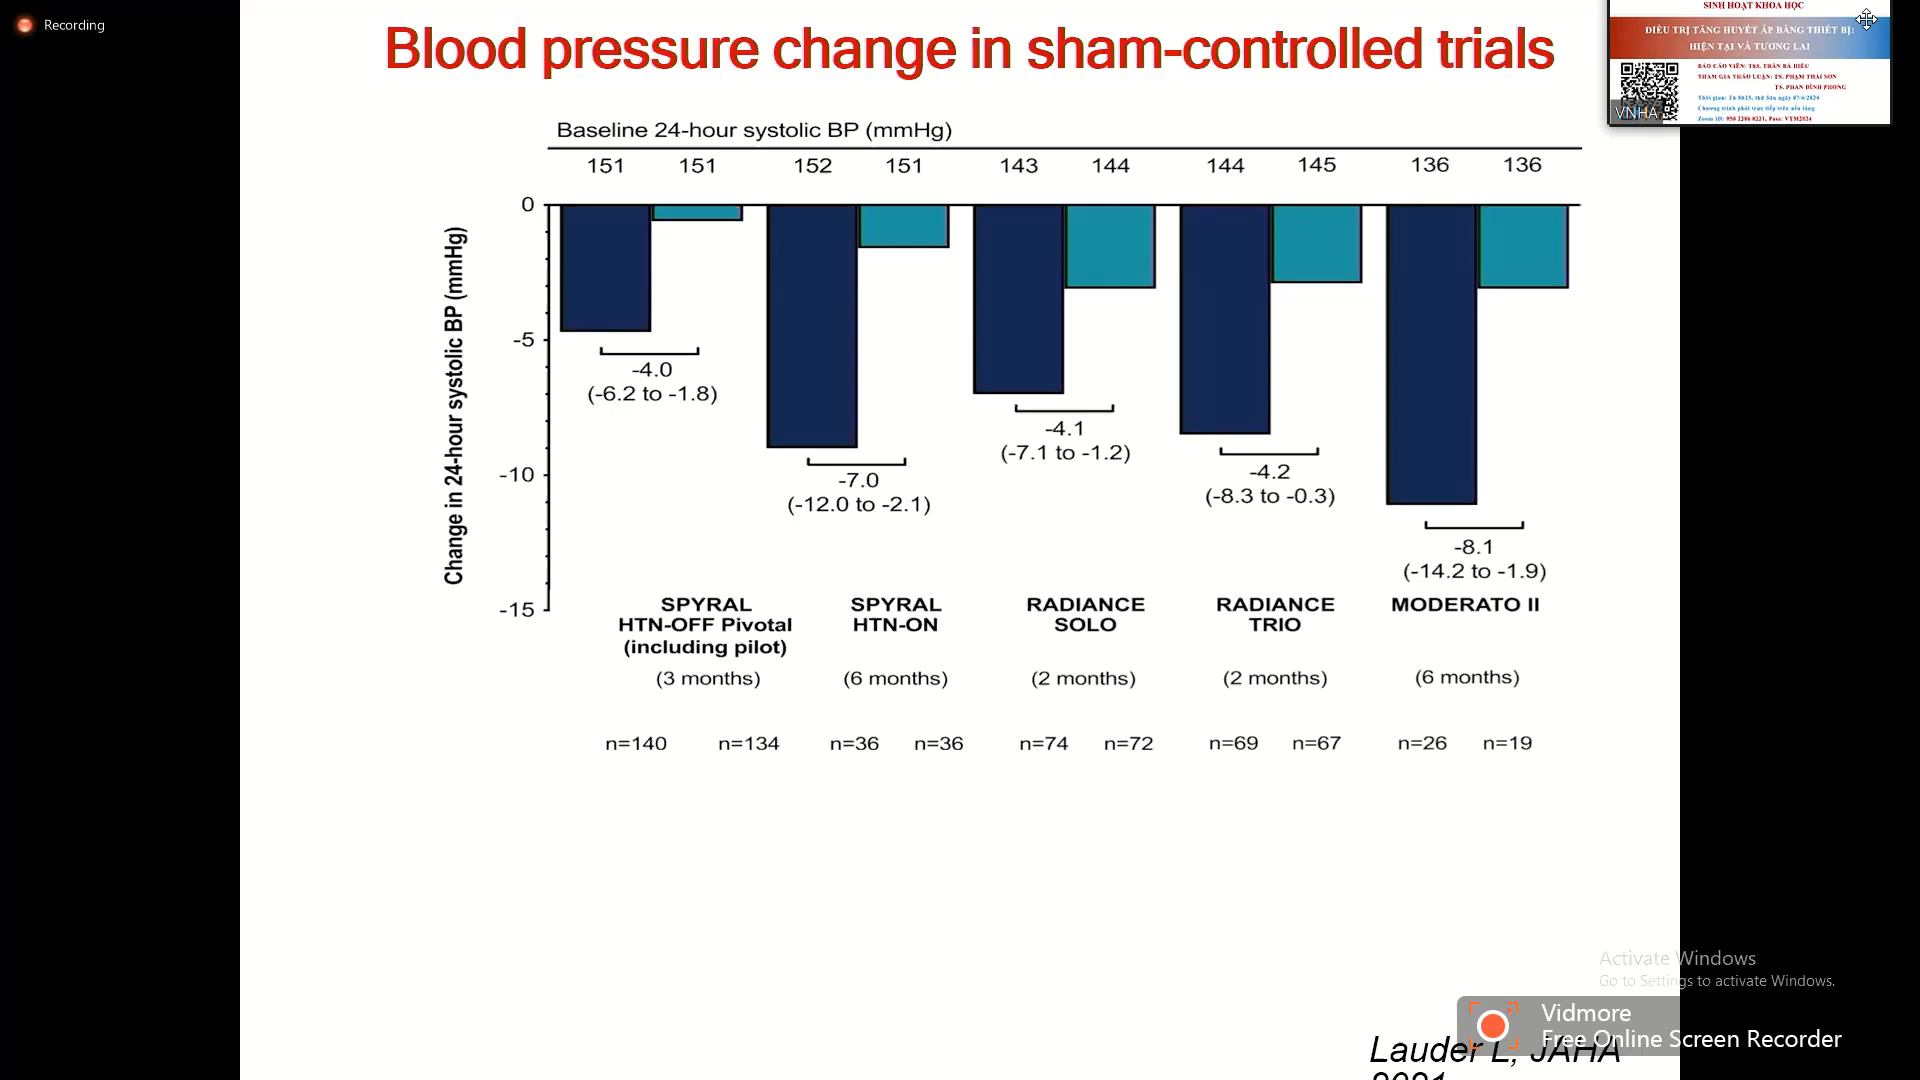 Recording
Blood pressure change in sham-controlled trials
SINH HOẠT KHOA HỌC
ĐIỀU TRỊ TĂNG HUYẾT ÁP BẰNG THIẾT BỊ:
HIỆN TẠI VÀ TƯƠNG LAI
BÁO CÁO VIÊN: ThS. TRẦN BÁ HIẾU
THAM GIA THẢO LUẬN: TS. PHẠM THÁI SƠN
TS. PHAN ĐÌNH PHONG
Thời gian: Từ 8h15, thứ Sáu ngày 07/6/2024
Chương trình phát trực tiếp trên nền tảng
Zoom ID: 950 2206 0221, Pass: VTM2024
VNHA
Baseline 24-hour systolic BP (mmHg)
151 151 152 151 143 144 144 145 136 136
Change in 24-hour systolic BP (mmHg)
0
-5
-10
-15
-4.0
(-6.2 to -1.8)
-7.0
(-12.0 to -2.1)
-4.1
(-7.1 to -1.2)
-4.2
(-8.3 to -0.3)
-8.1
(-14.2 to -1.9)
SPYRAL
HTN-OFF Pivotal
(including pilot)
(3 months)
SPYRAL
HTN-ON
(6 months)
RADIANCE
SOLO
(2 months)
RADIANCE
TRIO
(2 months)
MODERATO II
(6 months)
n=140 n=134 n=36 n=36 n=74 n=72 n=69 n=67 n=26 n=19
Activate Windows
Go to Settings to activate Windows.
Vidmore
Free Online Screen Recorder
Lauder L, JAHA
2021